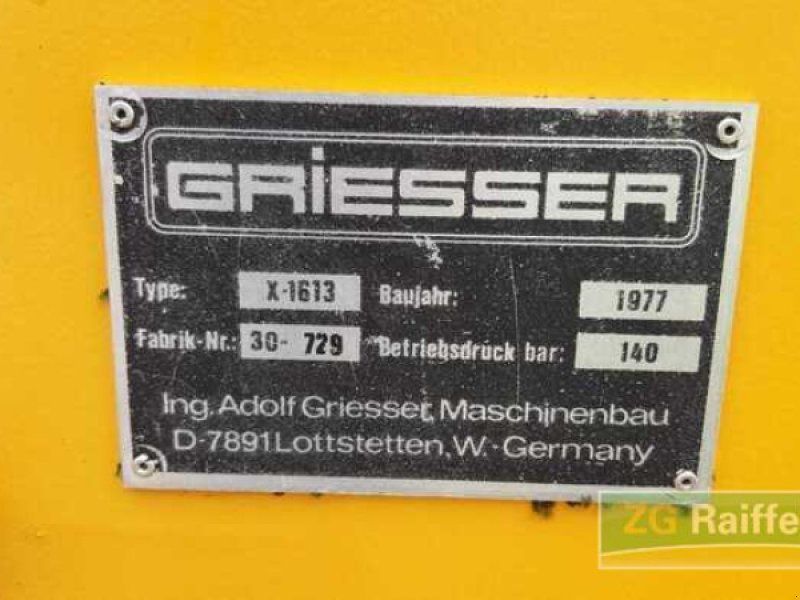 GRiESSER
Type: X-1613 Baujahr: 1977
Fabrik-Nr.: 30- 729 Betriebsdruck bar: 140
Ing. Adolf Griesser, Maschinenbau
D-7891 Lottstetten, W.-Germany
ZG Raiffe